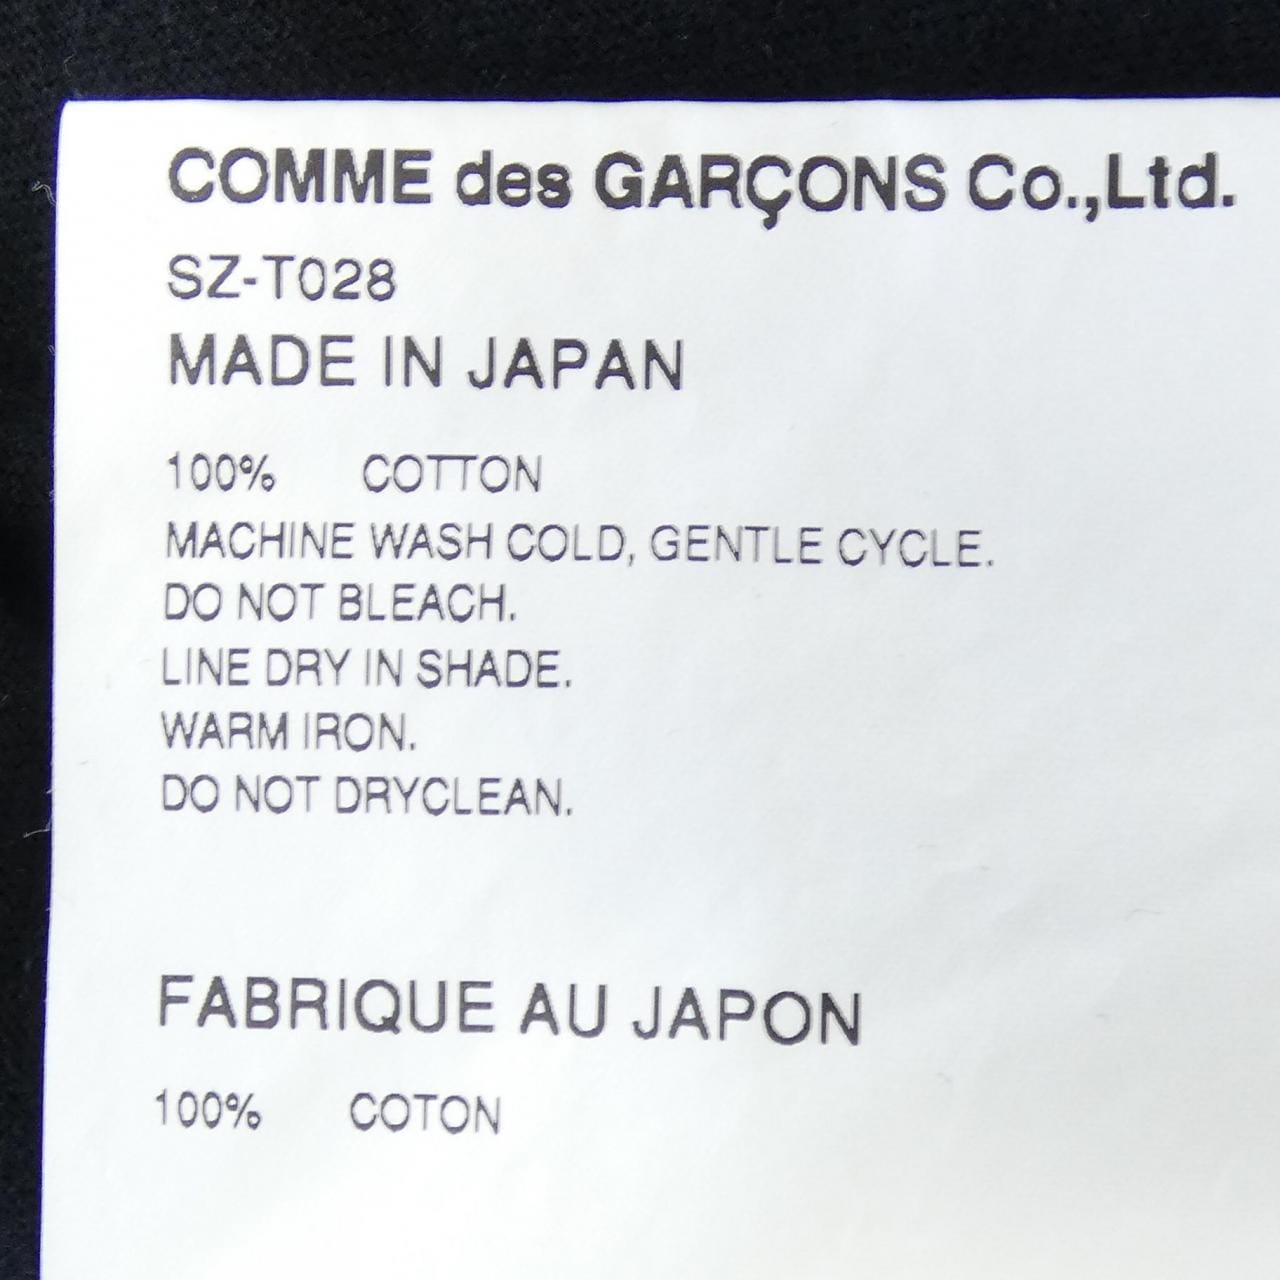 COMME des GARÇONS Co.,Ltd.
SZ-T028
MADE IN JAPAN
100% COTTON
MACHINE WASH COLD, GENTLE CYCLE.
DO NOT BLEACH.
LINE DRY IN SHADE.
WARM IRON.
DO NOT DRYCLEAN.
FABRIQUE AU JAPON
100% COTON